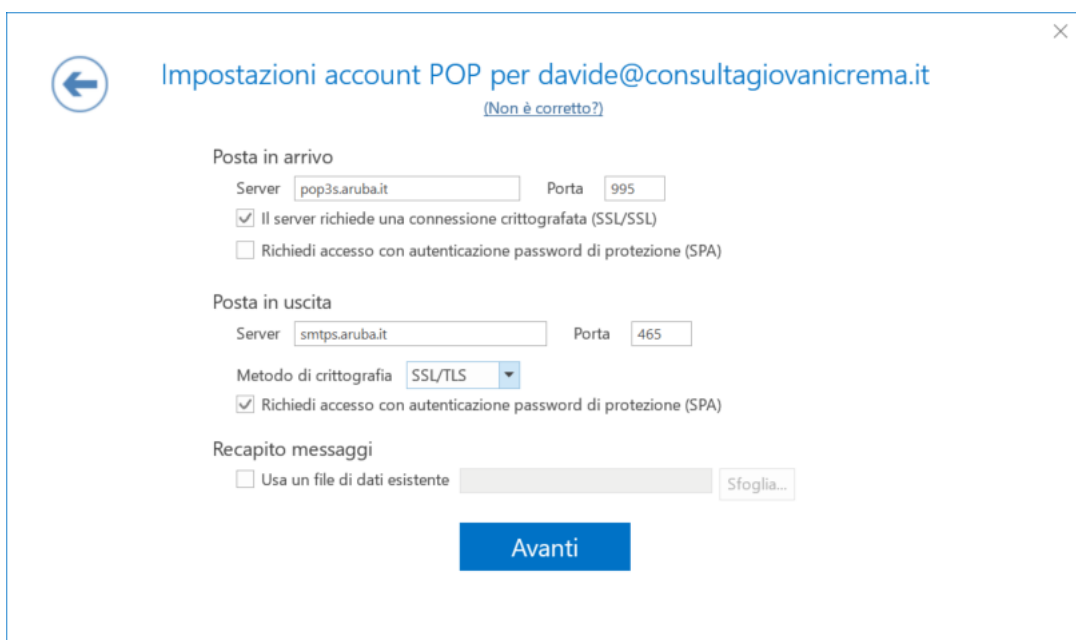 Impostazioni account POP per davide@consultagiovanicrema.it
(Non è corretto?)
Posta in arrivo
Server pop3s.aruba.it Porta 995
Il server richiede una connessione crittografata (SSL/SSL)
Richiedi accesso con autenticazione password di protezione (SPA)
Posta in uscita
Server smtps.aruba.it Porta 465
Metodo di crittografia SSL/TLS
Richiedi accesso con autenticazione password di protezione (SPA)
Recapito messaggi
Usa un file di dati esistente Sfoglia...
Avanti